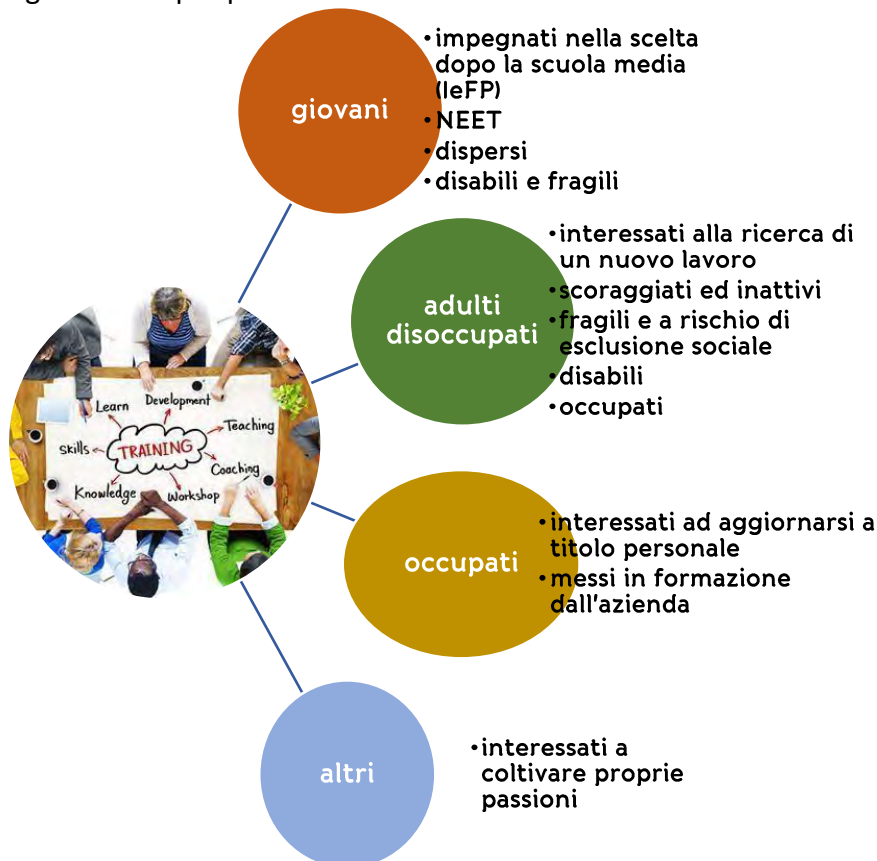 giovani
•impegnati nella scelta
dopo la scuola media
(IeFP)
•NEET
•dispersi
•disabili e fragili
adulti
disoccupati
•interessati alla ricerca di
un nuovo lavoro
•scoraggiati ed inattivi
•fragili e a rischio di
esclusione sociale
•disabili
•occupati
Learn
Development
Teaching
Skills
TRAINING
Coaching
Knowledge
Workshop
occupati
•interessati ad aggiornarsi a
titolo personale
•messi in formazione
dall'azienda
altri
•interessati a
coltivare proprie
passioni